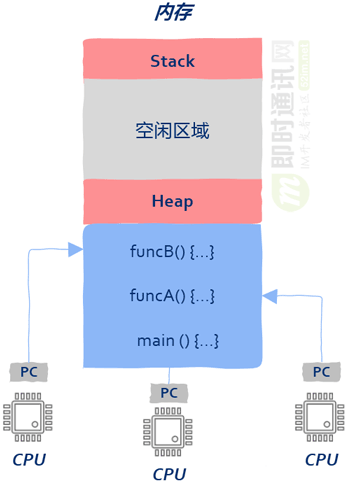 内存
Stack
空闲区域
Heap
funcB() {...}
funcA() {...}
main () {...}
PC
PC
PC
CPU
CPU
CPU
即时通讯网
52im.net
IM开发者社区